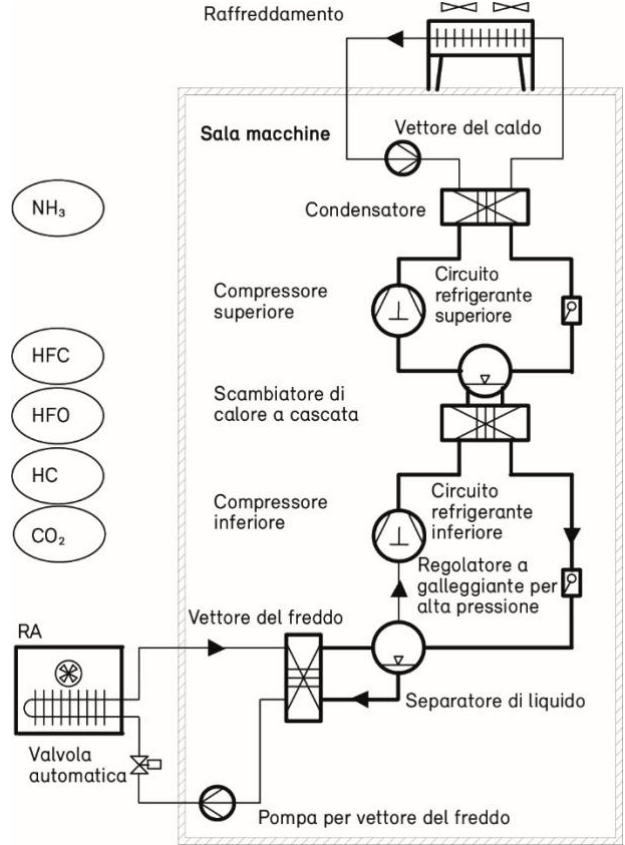 Raffreddamento
Sala macchine
Vettore del caldo
NH₃
Condensatore
Compressore
superiore
Circuito
refrigerante
superiore
HFC
Scambiatore di
calore a cascata
HFO
HC
Compressore
inferiore
Circuito
refrigerante
inferiore
CO₂
Regolatore a
galleggiante per
alta pressione
Vettore del freddo
RA
Separatore di liquido
Valvola
automatica
Pompa per vettore del freddo